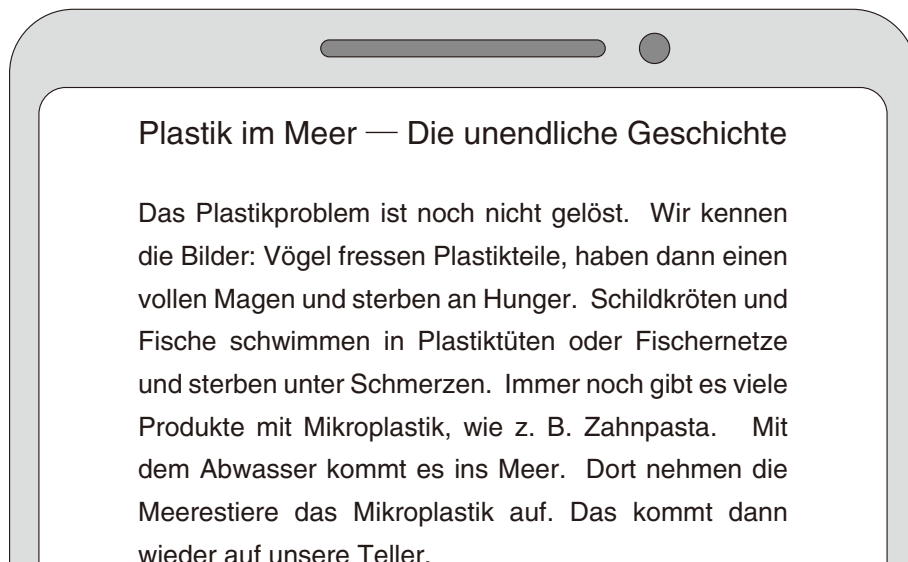 Plastik im Meer — Die unendliche Geschichte
Das Plastikproblem ist noch nicht gelöst. Wir kennen
die Bilder: Vögel fressen Plastikteile, haben dann einen
vollen Magen und sterben an Hunger. Schildkröten und
Fische schwimmen in Plastiktüten oder Fischernetze
und sterben unter Schmerzen. Immer noch gibt es viele
Produkte mit Mikroplastik, wie z. B. Zahnpasta. Mit
dem Abwasser kommt es ins Meer. Dort nehmen die
Meerestiere das Mikroplastik auf. Das kommt dann
wieder auf unsere Teller.